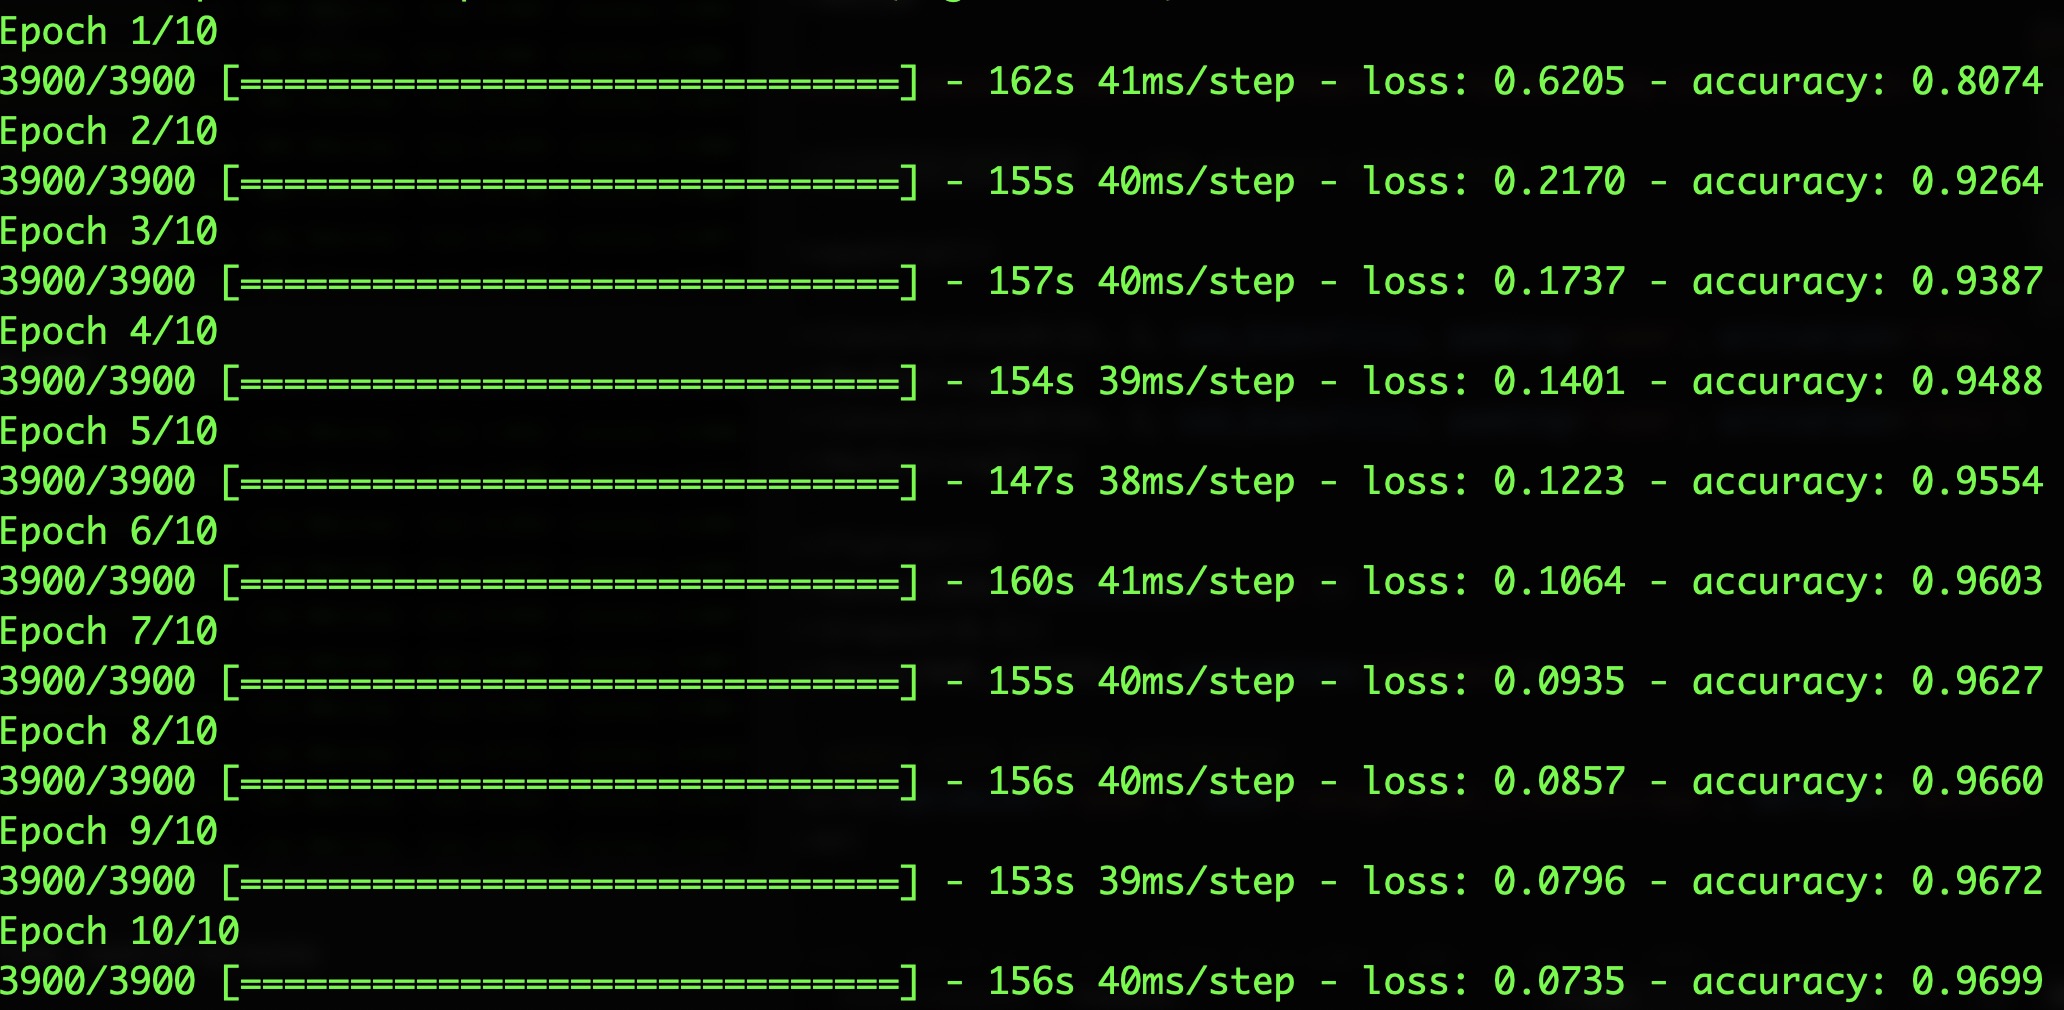 Epoch 1/10
3900/3900 [==============================] - 162s 41ms/step - loss: 0.6205 - accuracy: 0.8074
Epoch 2/10
3900/3900 [==============================] - 155s 40ms/step - loss: 0.2170 - accuracy: 0.9264
Epoch 3/10
3900/3900 [==============================] - 157s 40ms/step - loss: 0.1737 - accuracy: 0.9387
Epoch 4/10
3900/3900 [==============================] - 154s 39ms/step - loss: 0.1401 - accuracy: 0.9488
Epoch 5/10
3900/3900 [==============================] - 147s 38ms/step - loss: 0.1223 - accuracy: 0.9554
Epoch 6/10
3900/3900 [==============================] - 160s 41ms/step - loss: 0.1064 - accuracy: 0.9603
Epoch 7/10
3900/3900 [==============================] - 155s 40ms/step - loss: 0.0935 - accuracy: 0.9627
Epoch 8/10
3900/3900 [==============================] - 156s 40ms/step - loss: 0.0857 - accuracy: 0.9660
Epoch 9/10
3900/3900 [==============================] - 153s 39ms/step - loss: 0.0796 - accuracy: 0.9672
Epoch 10/10
3900/3900 [==============================] - 156s 40ms/step - loss: 0.0735 - accuracy: 0.9699